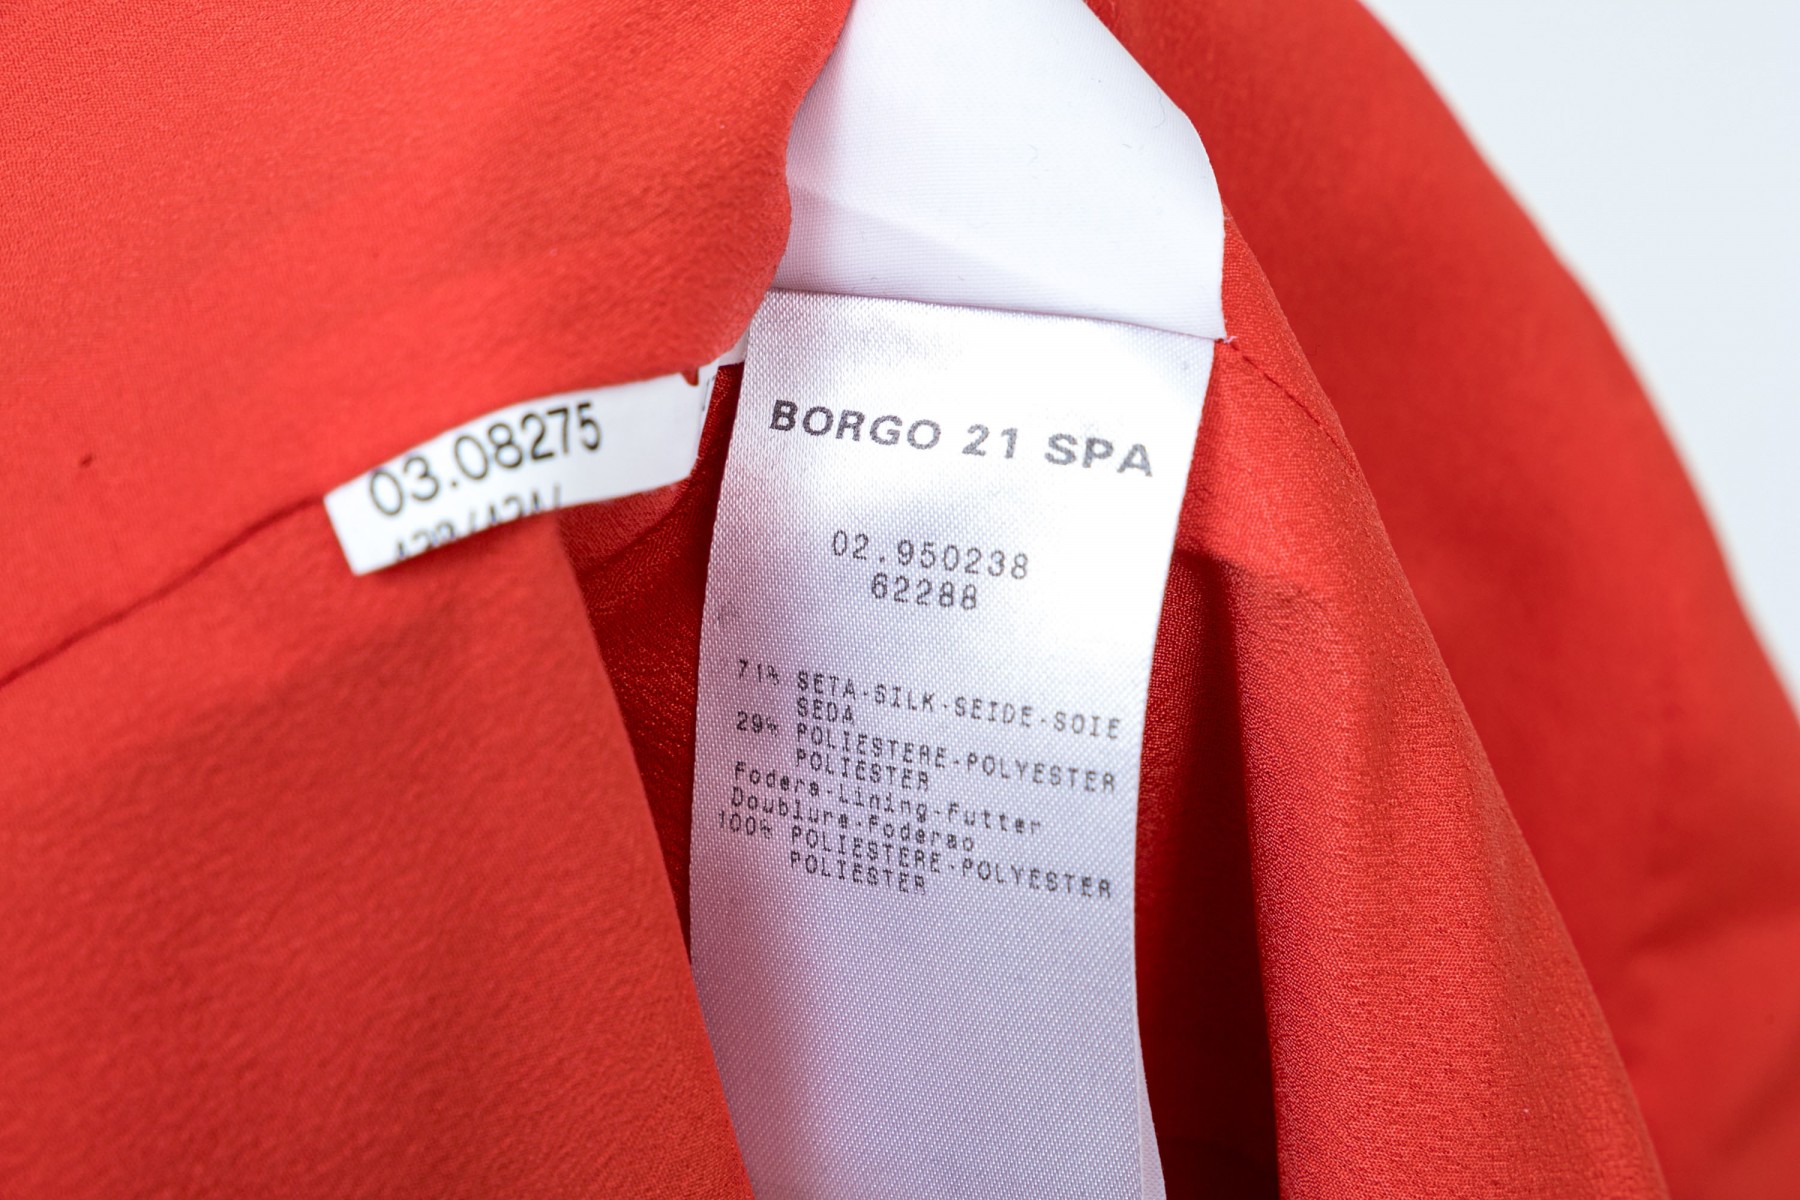 03.08275
BORGO 21 SPA
02.950238
62288
71% SETA-SILK-SEIDE-SOIE
SEDA
29% POLIESTERE-POLYESTER
POLIESTER
Fodera-Lining-Futter
Doublure-Foderao
100% POLIESTERE-POLYESTER
POLIESTER